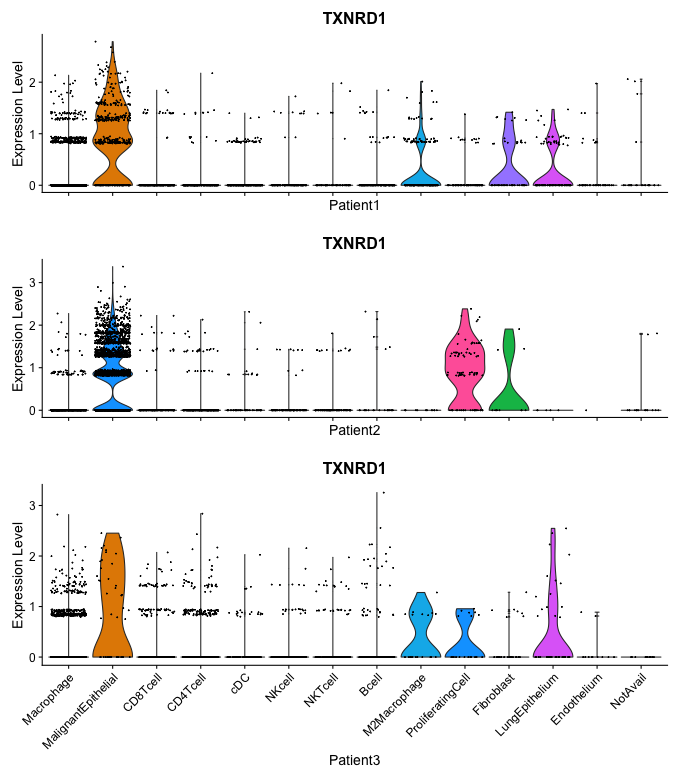 TXNRD1
Expression Level
2
1
0
Patient1
TXNRD1
Expression Level
3
2
1
0
Patient2
TXNRD1
Expression Level
3
2
1
0
Macrophage
MalignantEpithelial
CD8Tcell
CD4Tcell
cDC
NKcell
NKTcell
Bcell
M2Macrophage
ProliferatingCell
Fibroblast
LungEpithelium
Endothelium
NotAvail
Patient3